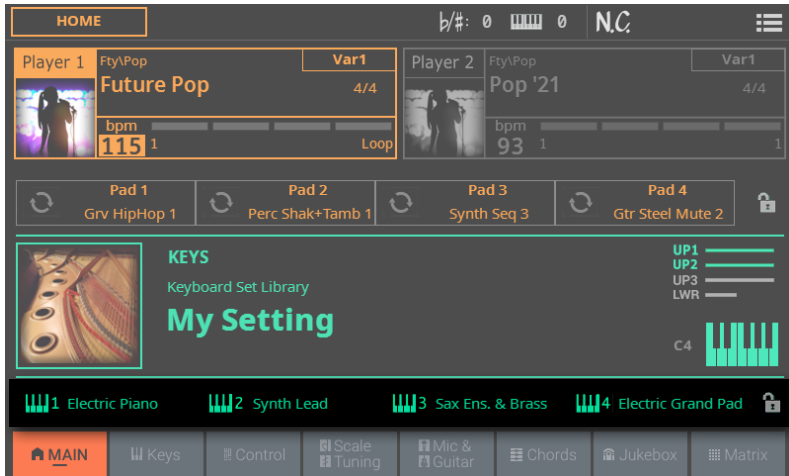 HOME
♭/♯: 0 0 N.C.
Player 1 Fty\Pop Var1
Future Pop 4/4
bpm
115 1 Loop
Player 2 Fty\Pop Var1
Pop '21 4/4
bpm
93 1 1
Pad 1
Grv HipHop 1
Pad 2
Perc Shak+Tamb 1
Pad 3
Synth Seq 3
Pad 4
Gtr Steel Mute 2
KEYS
Keyboard Set Library
My Setting
UP1
UP2
UP3
LWR
C4
1 Electric Piano
2 Synth Lead
3 Sax Ens. & Brass
4 Electric Grand Pad
MAIN
Keys
Control
Scale
Tuning
Mic &
Guitar
Chords
Jukebox
Matrix